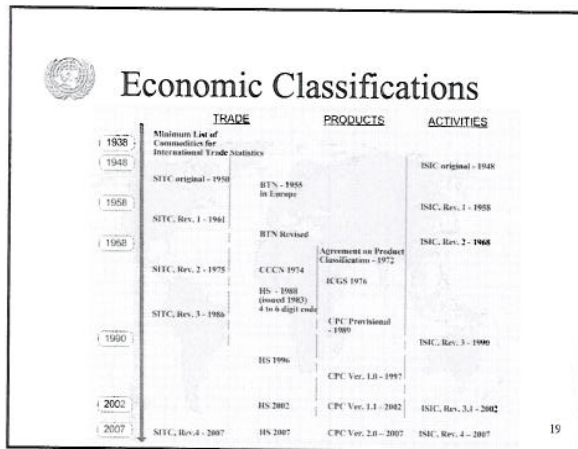 Economic Classifications
TRADE PRODUCTS ACTIVITIES
1938
Minimum List of
Commodities for
International Trade Statistics
1948
ISIC original - 1948
SITC original - 1950
BTN - 1955
in Europe
1958
ISIC, Rev. 1 - 1958
SITC, Rev. 1 - 1961
BTN Revised
1968
ISIC, Rev. 2 - 1968
Agreement on Product
Classification - 1972
SITC, Rev. 2 - 1975
CCCN 1974
ICGS 1976
HS - 1988
(issued 1983)
4 to 6 digit code
SITC, Rev. 3 - 1986
CPC Provisional
- 1989
1990
ISIC, Rev. 3 - 1990
HS 1996
CPC Ver. 1.0 - 1997
2002
HS 2002
CPC Ver. 1.1 - 2002
ISIC, Rev. 3.1 - 2002
2007
SITC, Rev.4 - 2007
HS 2007
CPC Ver. 2.0 - 2007
ISIC, Rev. 4 - 2007
19